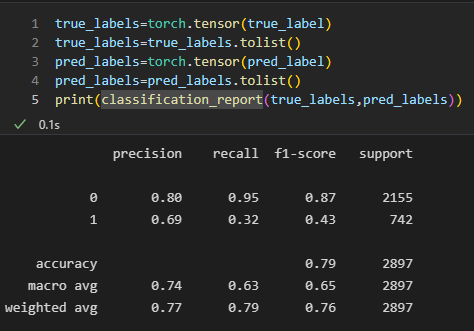 1 true_labels=torch.tensor(true_label)
2 true_labels=true_labels.tolist()
3 pred_labels=torch.tensor(pred_label)
4 pred_labels=pred_labels.tolist()
5 print(classification_report(true_labels,pred_labels))
0.1s
precision recall f1-score support
0 0.80 0.95 0.87 2155
1 0.69 0.32 0.43 742
accuracy 0.79 2897
macro avg 0.74 0.63 0.65 2897
weighted avg 0.77 0.79 0.76 2897